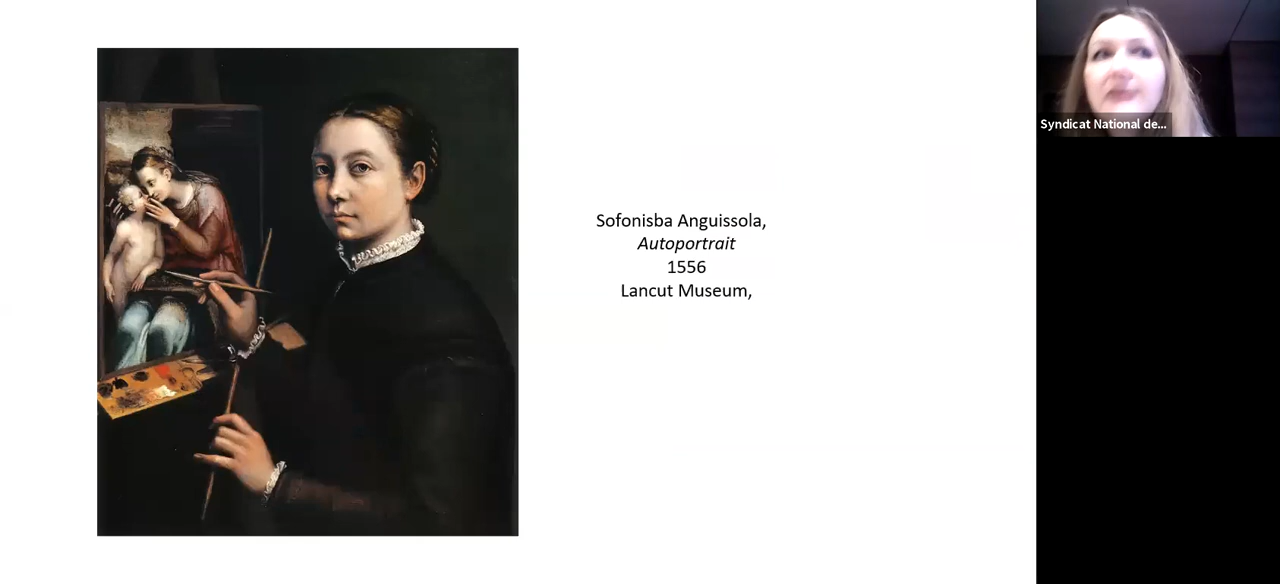 Sofonisba Anguissola,
Autoportrait
1556
Lancut Museum,
Syndicat National de...